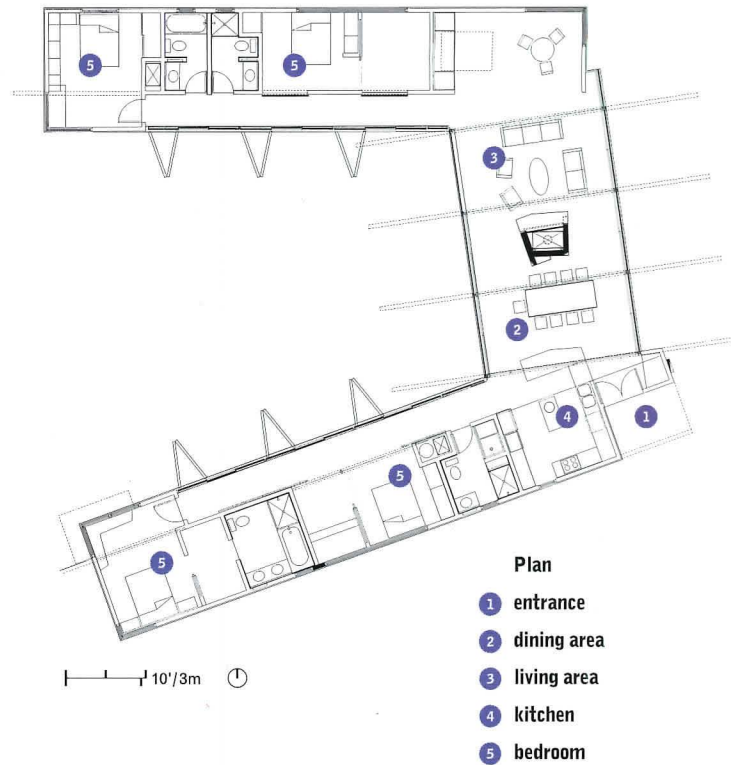 5
5
3
2
4
1
5
5
10'/3m
Plan
1 entrance
2 dining area
3 living area
4 kitchen
5 bedroom